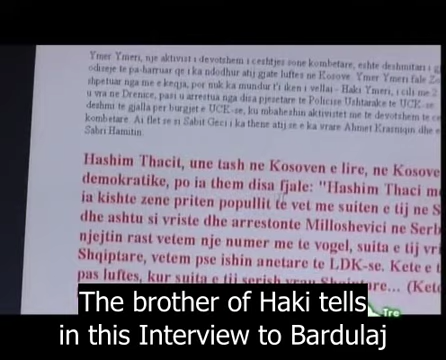 Ymer Ymeri, nje aktivist i devotshem i ceshtjes sone kombetare, eshte deshmitari i
odiseje te pa-harruar qe i ka ndodhur atij gjate luftes ne Kosove. Ymer Ymeri fale
shpetuar nga me e keqja, por nuk ka mundur t'i iken i vellai - Haki Ymeri, i cili me 2
u vra ne Drenice, pasi u arrestua nga disa pjesetare te Policise Ushtarake te UCK-se
deshmi te gjalla per burgjet e UCK-se, ku mbaheshin aktivistet me te devotshem te
kombetare. Ai flet se si Sabit Geci i ka thene atij se e ka vrare Ahmet Krasniqin dhe
Sabri Hamitin.
Hashim Thacit, une tash ne Kosoven e lire, ne Kosove
demokratike, po ia them disa fjale: "Hashim Thaci m
ia kishte zene priten popullit te vet me suiten e tij ne S
dhe ashtu si vriste dhe arrestonte Milloshevici ne Serb
njejtin rast vetem nje numer me te vogel, suita e tij vr
Shqiptare, vetem pse ishin anetare te LDK-se. Kete e t
pas luftes, kur suita e tij serish vran Shqiptare... (Kete
The brother of Haki tells
in this Interview to Bardulaj
Tre